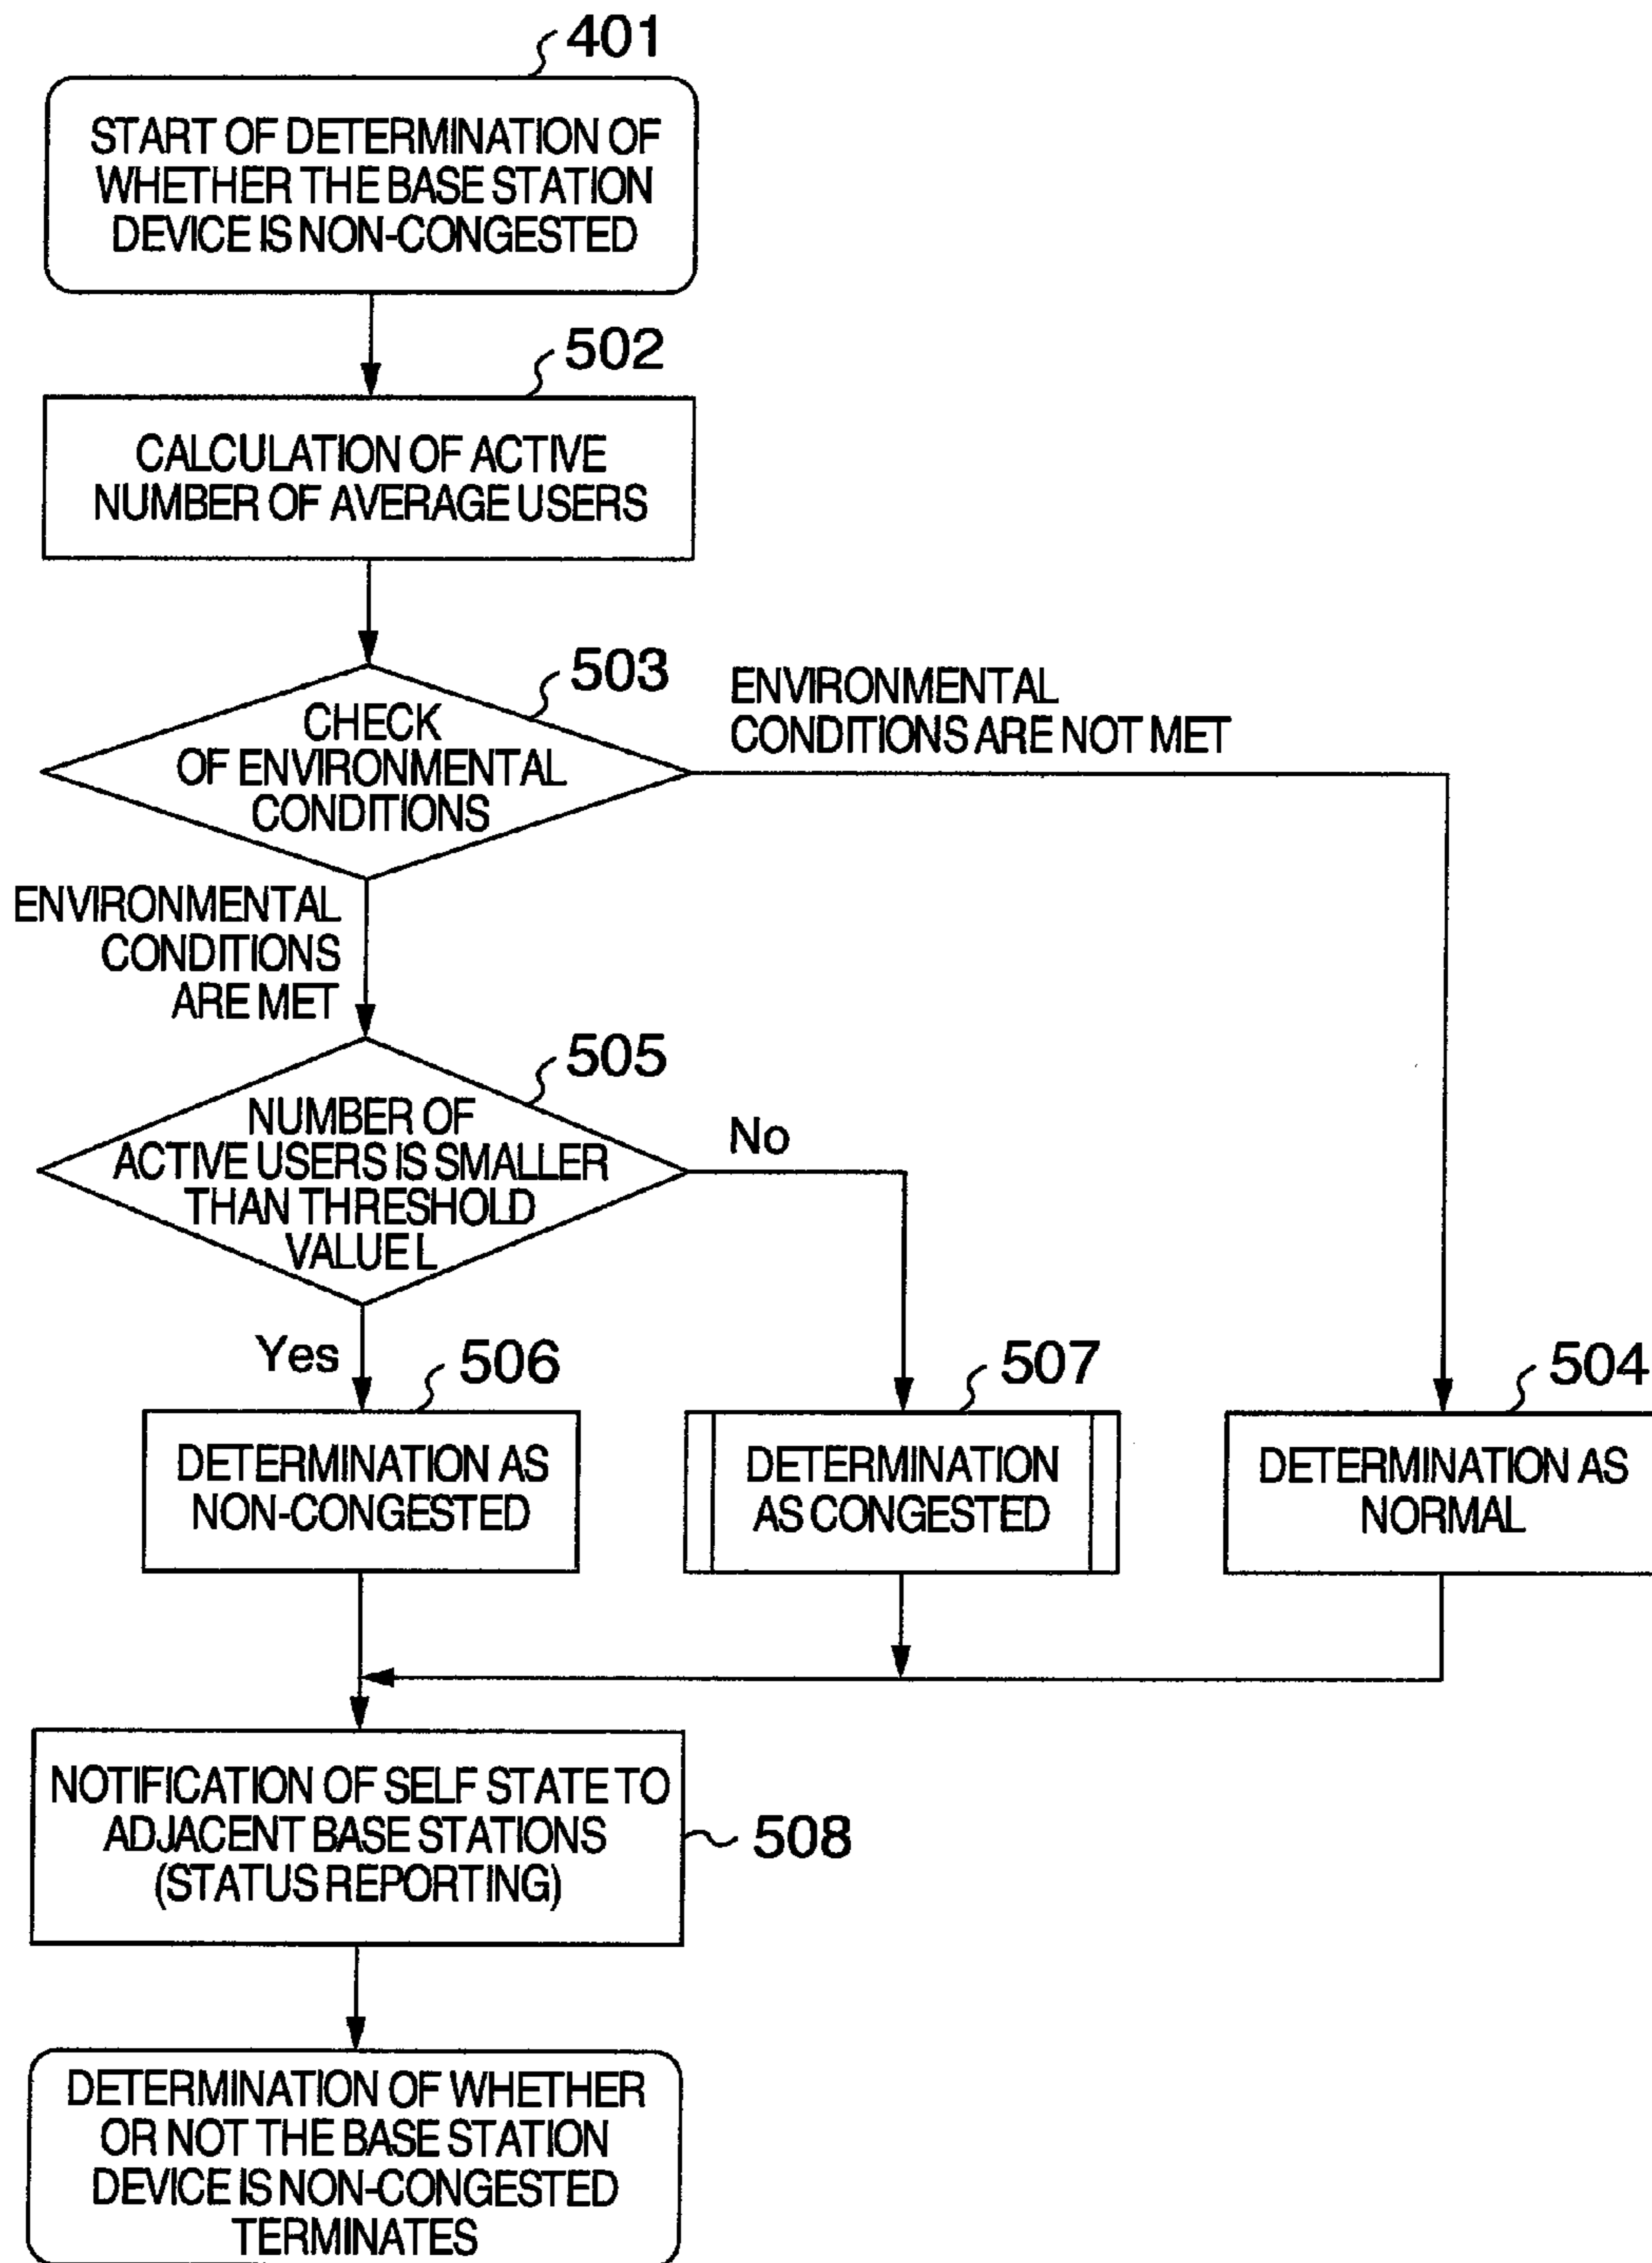 401
START OF DETERMINATION OF
WHETHER THE BASE STATION
DEVICE IS NON-CONGESTED
502
CALCULATION OF ACTIVE
NUMBER OF AVERAGE USERS
503
CHECK
OF ENVIRONMENTAL
CONDITIONS
ENVIRONMENTAL
CONDITIONS ARE NOT MET
ENVIRONMENTAL
CONDITIONS
ARE MET
505
NUMBER OF
ACTIVE USERS IS SMALLER
THAN THRESHOLD
VALUE L
No
Yes
506
DETERMINATION AS
NON-CONGESTED
507
DETERMINATION
AS CONGESTED
504
DETERMINATION AS
NORMAL
NOTIFICATION OF SELF STATE TO
ADJACENT BASE STATIONS
(STATUS REPORTING)
508
DETERMINATION OF WHETHER
OR NOT THE BASE STATION
DEVICE IS NON-CONGESTED
TERMINATES